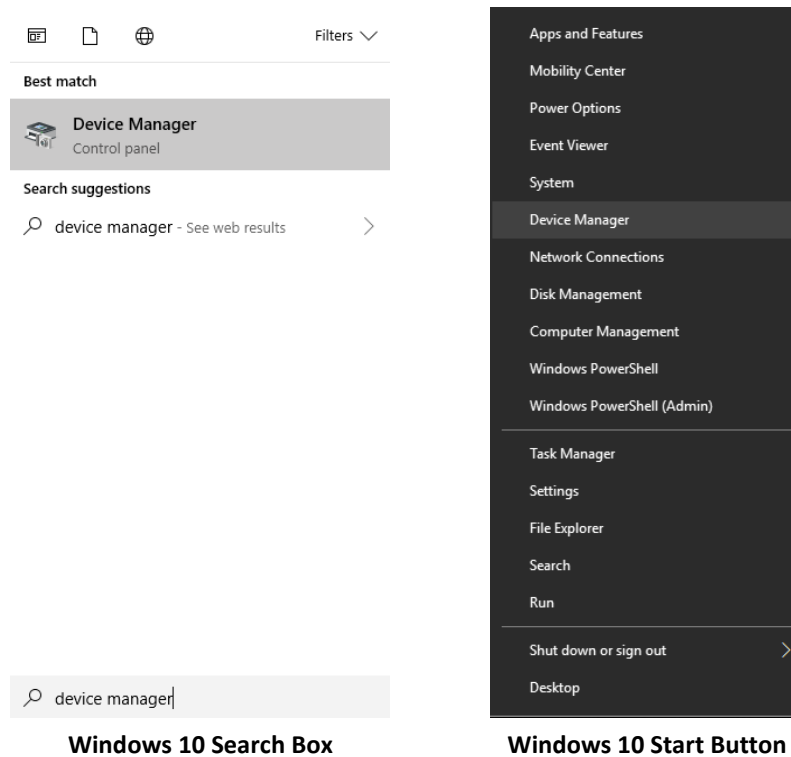 Filters
Best match
Device Manager
Control panel
Search suggestions
device manager - See web results
device manager
Windows 10 Search Box
Apps and Features
Mobility Center
Power Options
Event Viewer
System
Device Manager
Network Connections
Disk Management
Computer Management
Windows PowerShell
Windows PowerShell (Admin)
Task Manager
Settings
File Explorer
Search
Run
Shut down or sign out
Desktop
Windows 10 Start Button